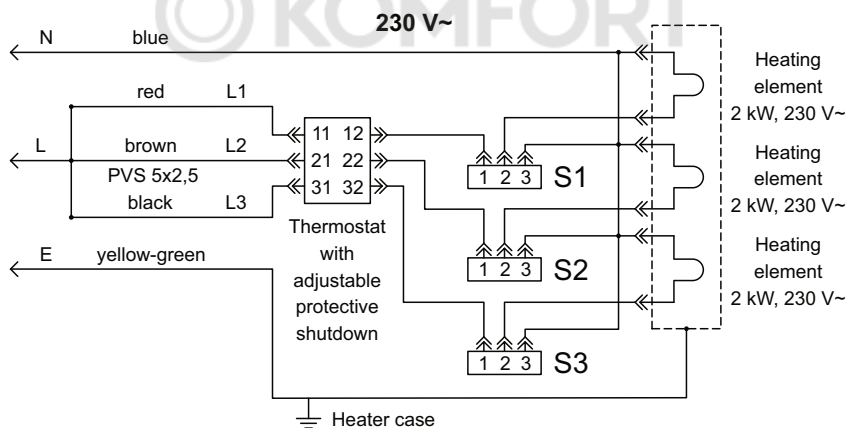 KOMFORT
230 V~
N blue
red L1
L brown L2
PVS 5x2,5
black L3
E yellow-green
11 12
21 22
31 32
Thermostat
with
adjustable
protective
shutdown
1 2 3 S1
1 2 3 S2
1 2 3 S3
Heating
element
2 kW, 230 V~
Heating
element
2 kW, 230 V~
Heating
element
2 kW, 230 V~
Heater case